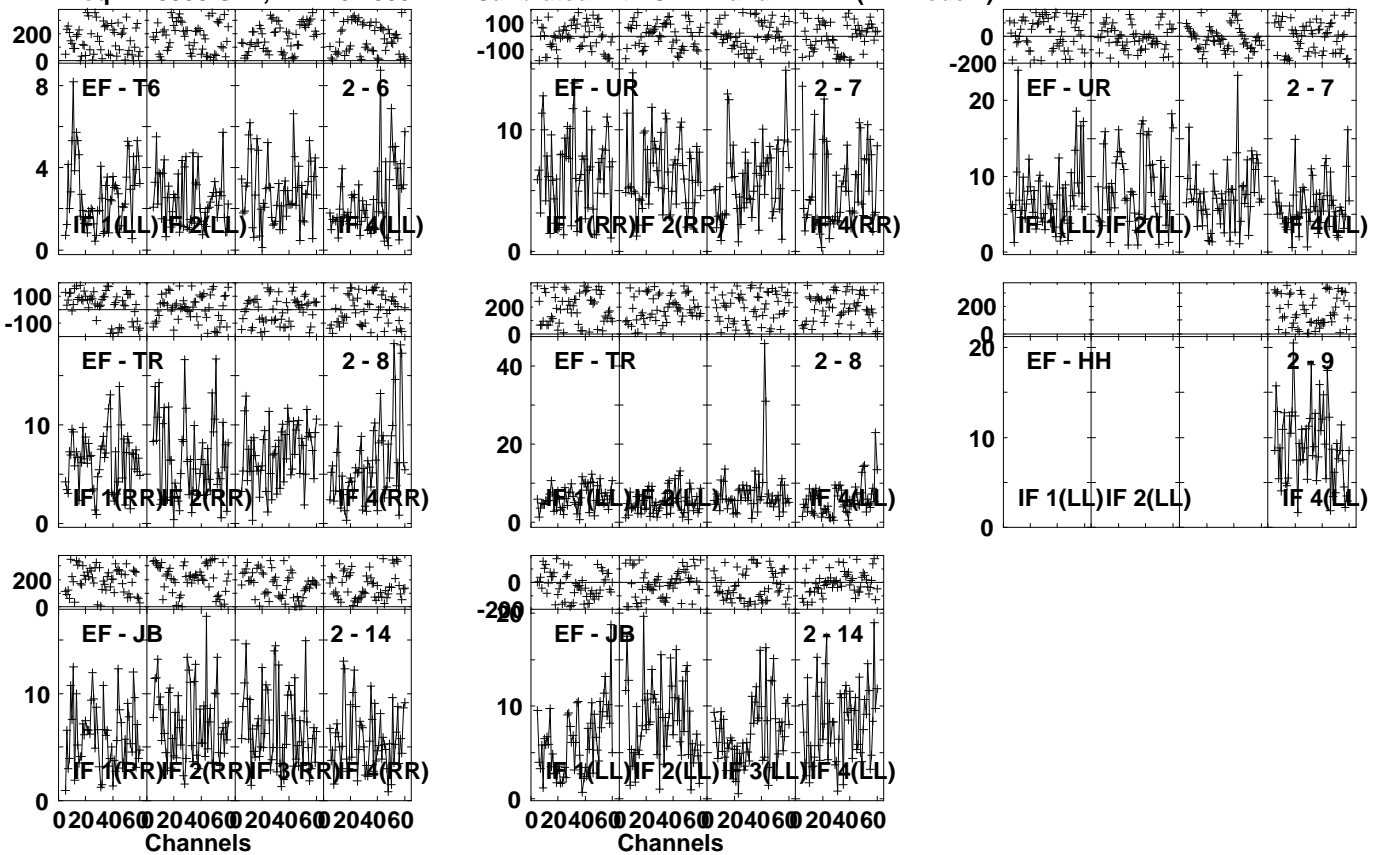 200
0
8
4
0
EF - T6
2 - 6
IF 1(LL)
IF 2(LL)
IF 4(LL)
100
-100
10
0
EF - UR
2 - 7
IF 1(RR)
IF 2(RR)
IF 4(RR)
0
-200
20
10
0
EF - UR
2 - 7
IF 1(LL)
IF 2(LL)
IF 4(LL)
100
-100
10
0
EF - TR
2 - 8
IF 1(RR)
IF 2(RR)
IF 4(RR)
200
0
40
20
0
EF - TR
2 - 8
IF 1(LL)
IF 2(LL)
IF 4(LL)
200
0
20
10
0
EF - HH
2 - 9
IF 1(LL)
IF 2(LL)
IF 4(LL)
200
0
10
0
EF - JB
2 - 14
IF 1(RR)
IF 2(RR)
IF 3(RR)
IF 4(RR)
0 20 40 60 0 20 40 60 0 20 40 60 0 20 40 60
Channels
0
-200
20
10
0
EF - JB
2 - 14
IF 1(LL)
IF 2(LL)
IF 3(LL)
IF 4(LL)
0 20 40 60 0 20 40 60 0 20 40 60 0 20 40 60
Channels